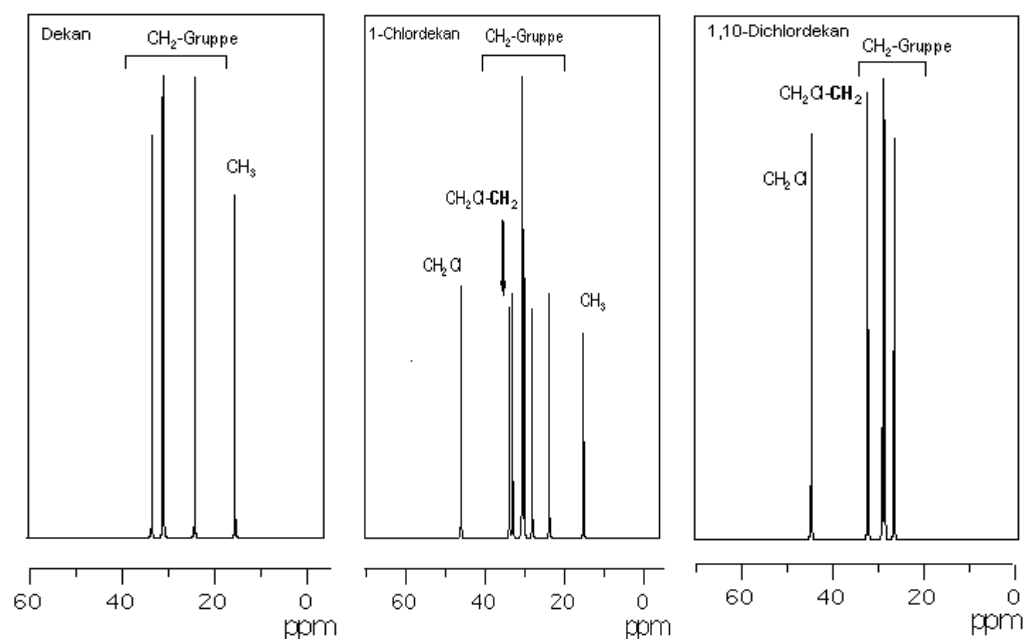 Dekan
CH₂-Gruppe
CH₃
60 40 20 0
ppm
1-Chlordekan
CH₂-Gruppe
CH₂Cl-CH₂
CH₂Cl
CH₃
60 40 20 0
ppm
1,10-Dichlordekan
CH₂-Gruppe
CH₂Cl-CH₂
CH₂Cl
60 40 20 0
ppm